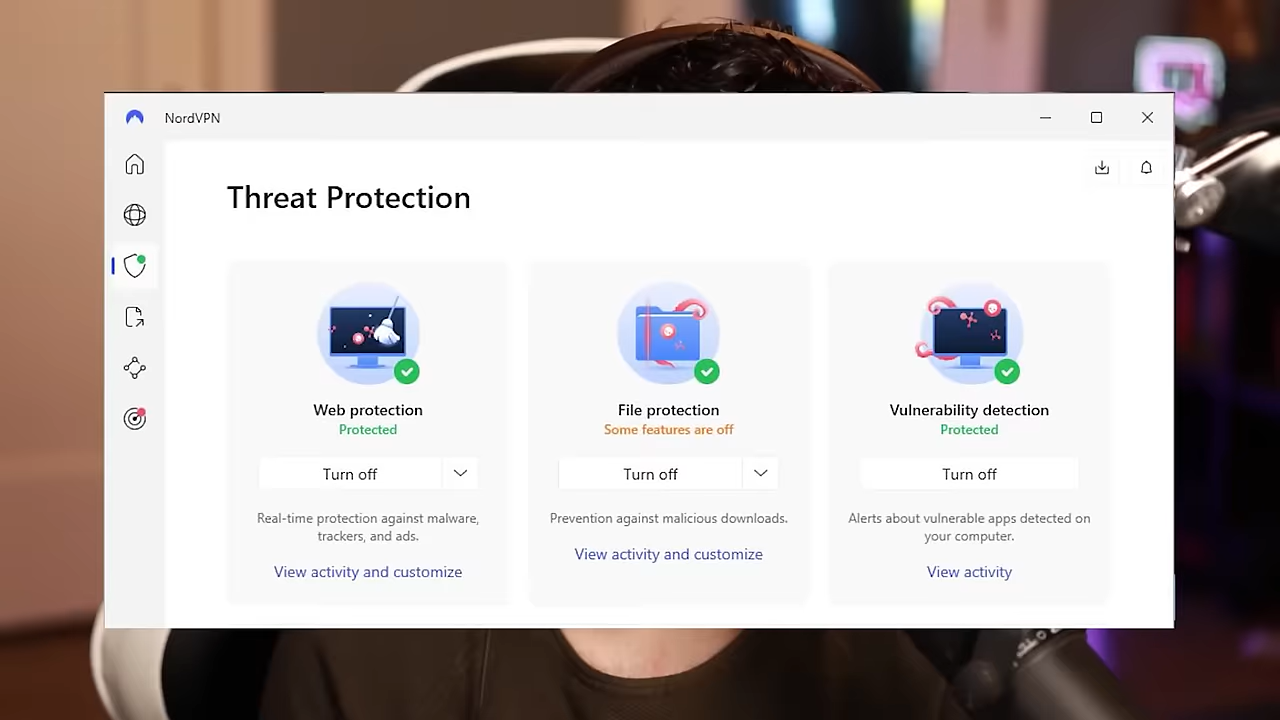 NordVPN
Threat Protection
Web protection
Protected
Turn off
Real-time protection against malware,
trackers, and ads.
View activity and customize
File protection
Some features are off
Turn off
Prevention against malicious downloads.
View activity and customize
Vulnerability detection
Protected
Turn off
Alerts about vulnerable apps detected on
your computer.
View activity